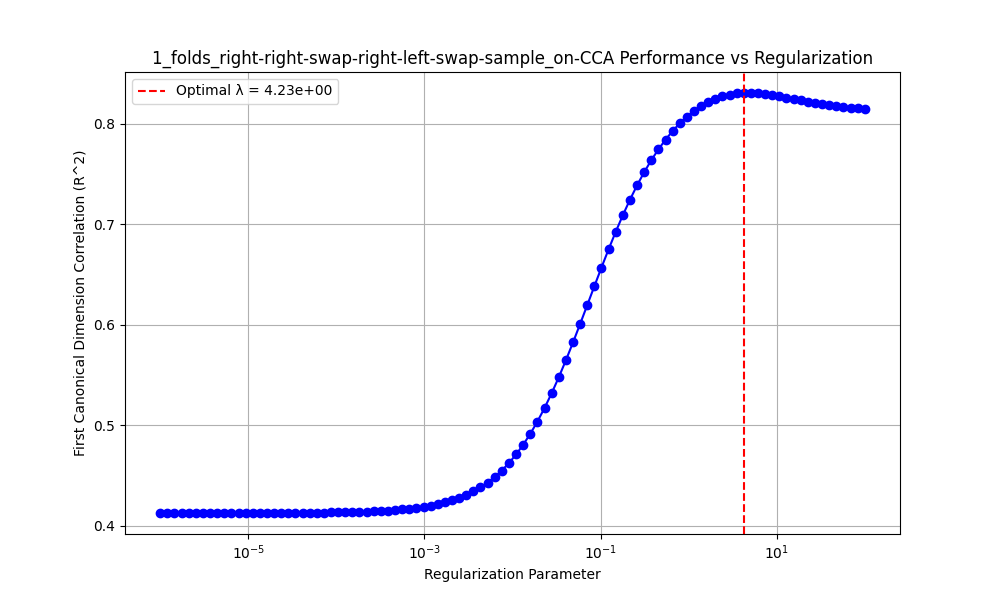 1_folds_right-right-swap-right-left-swap-sample_on-CCA Performance vs Regularization
Optimal λ = 4.23e+00
First Canonical Dimension Correlation (R^2)
0.8
0.7
0.6
0.5
0.4
10⁻⁵
10⁻³
10⁻¹
10¹
Regularization Parameter